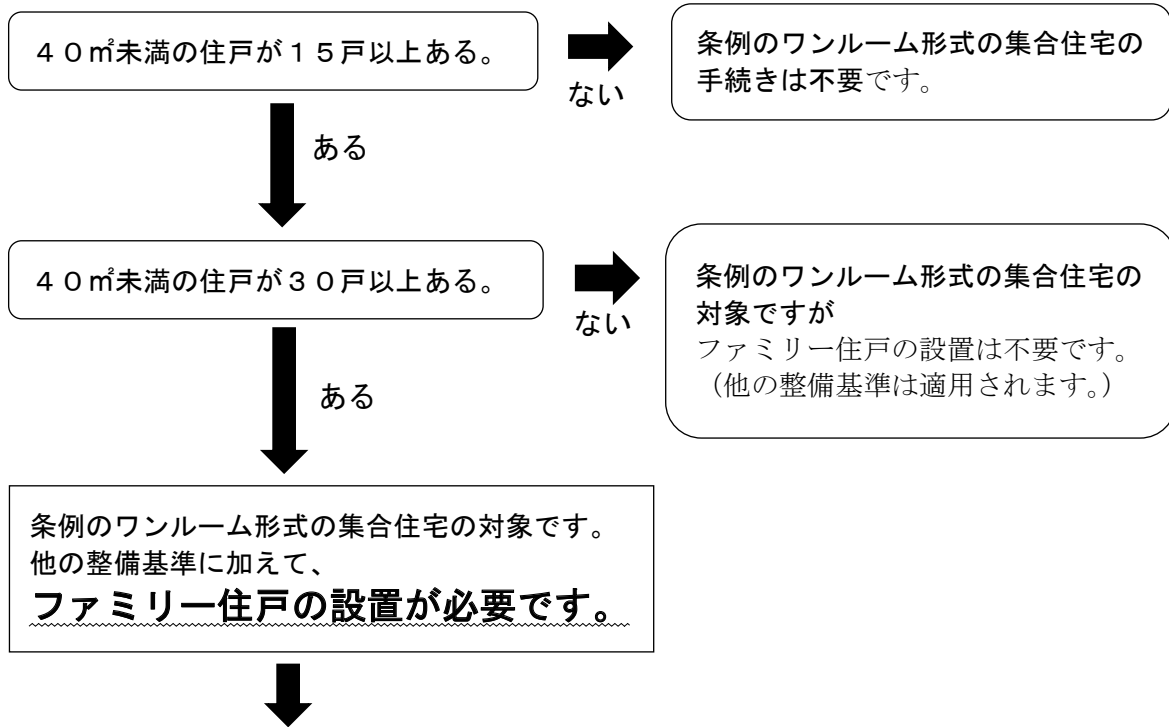 ４０㎡未満の住戸が１５戸以上ある。
ない
条例のワンルーム形式の集合住宅の
手続きは不要です。
ある
４０㎡未満の住戸が３０戸以上ある。
ない
条例のワンルーム形式の集合住宅の
対象ですが
ファミリー住戸の設置は不要です。
（他の整備基準は適用されます。）
ある
条例のワンルーム形式の集合住宅の対象です。
他の整備基準に加えて、
ファミリー住戸の設置が必要です。